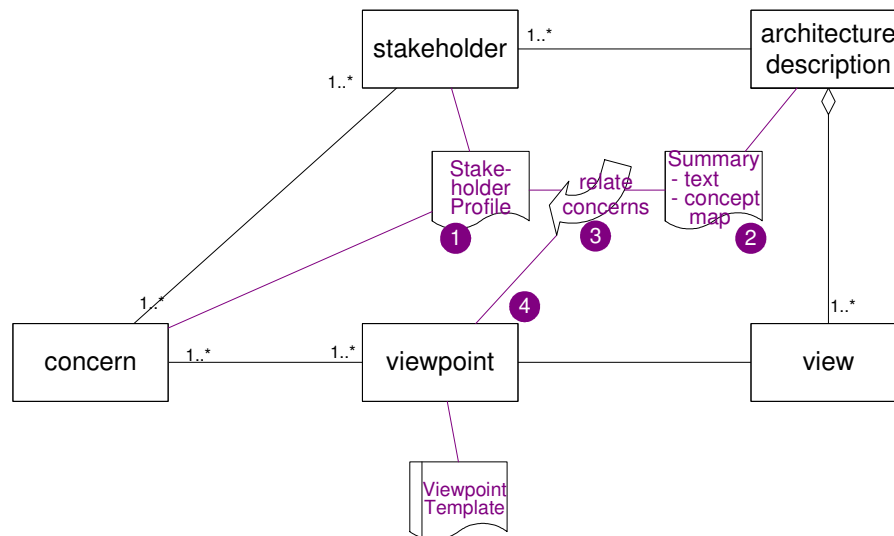 stakeholder
1..*
architecture
description
1..*
Stake-
holder
Profile
relate
concerns
Summary
- text
- concept
map
1
3
2
4
1..*
1..*
concern
1..*
1..*
viewpoint
view
Viewpoint
Template